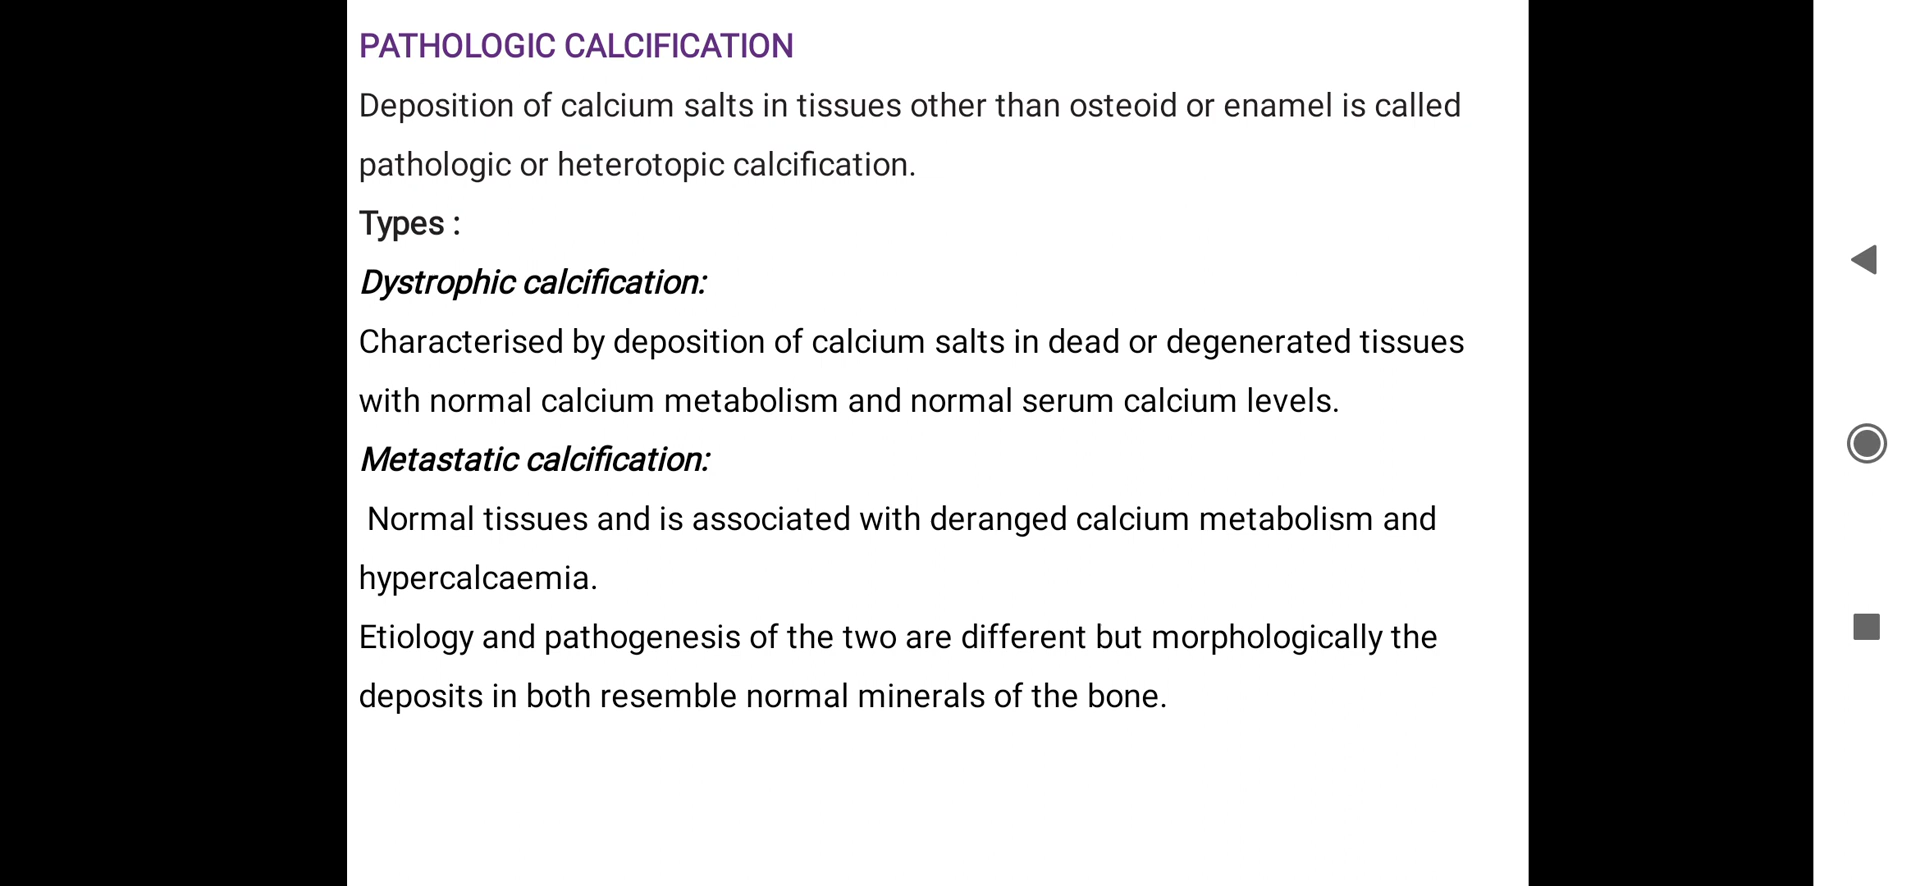 PATHOLOGIC CALCIFICATION
Deposition of calcium salts in tissues other than osteoid or enamel is called
pathologic or heterotopic calcification.
Types :
Dystrophic calcification:
Characterised by deposition of calcium salts in dead or degenerated tissues
with normal calcium metabolism and normal serum calcium levels.
Metastatic calcification:
Normal tissues and is associated with deranged calcium metabolism and
hypercalcaemia.
Etiology and pathogenesis of the two are different but morphologically the
deposits in both resemble normal minerals of the bone.